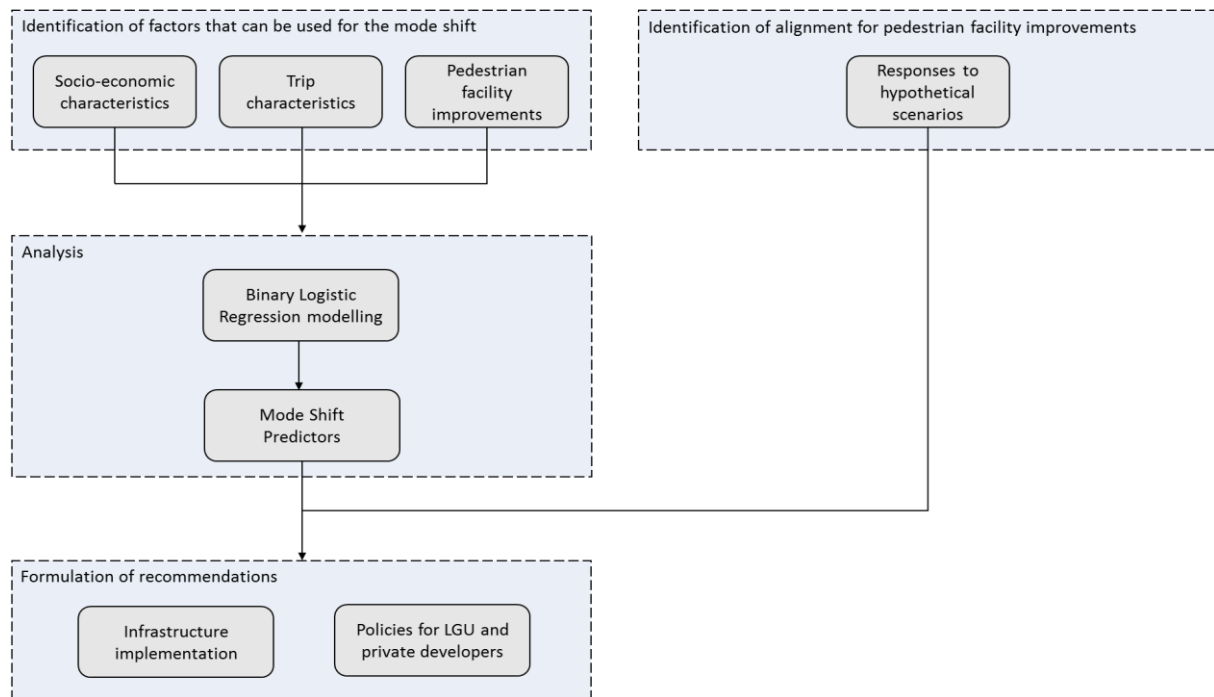 Identification of factors that can be used for the mode shift
Socio-economic
characteristics
Trip
characteristics
Pedestrian
facility
improvements
Identification of alignment for pedestrian facility improvements
Responses to
hypothetical
scenarios
Analysis
Binary Logistic
Regression modelling
Mode Shift
Predictors
Formulation of recommendations
Infrastructure
implementation
Policies for LGU and
private developers